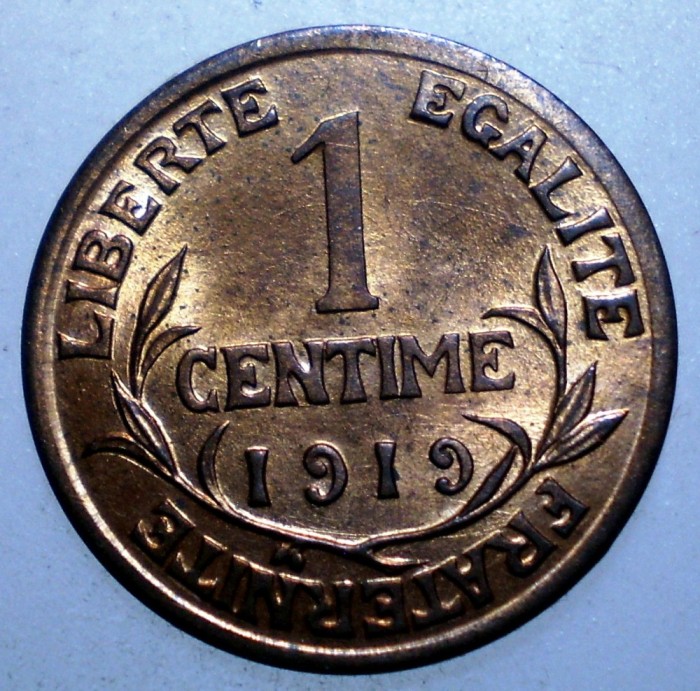 LIBERTE EGALITE
1
CENTIME
1919
FRATERNITE